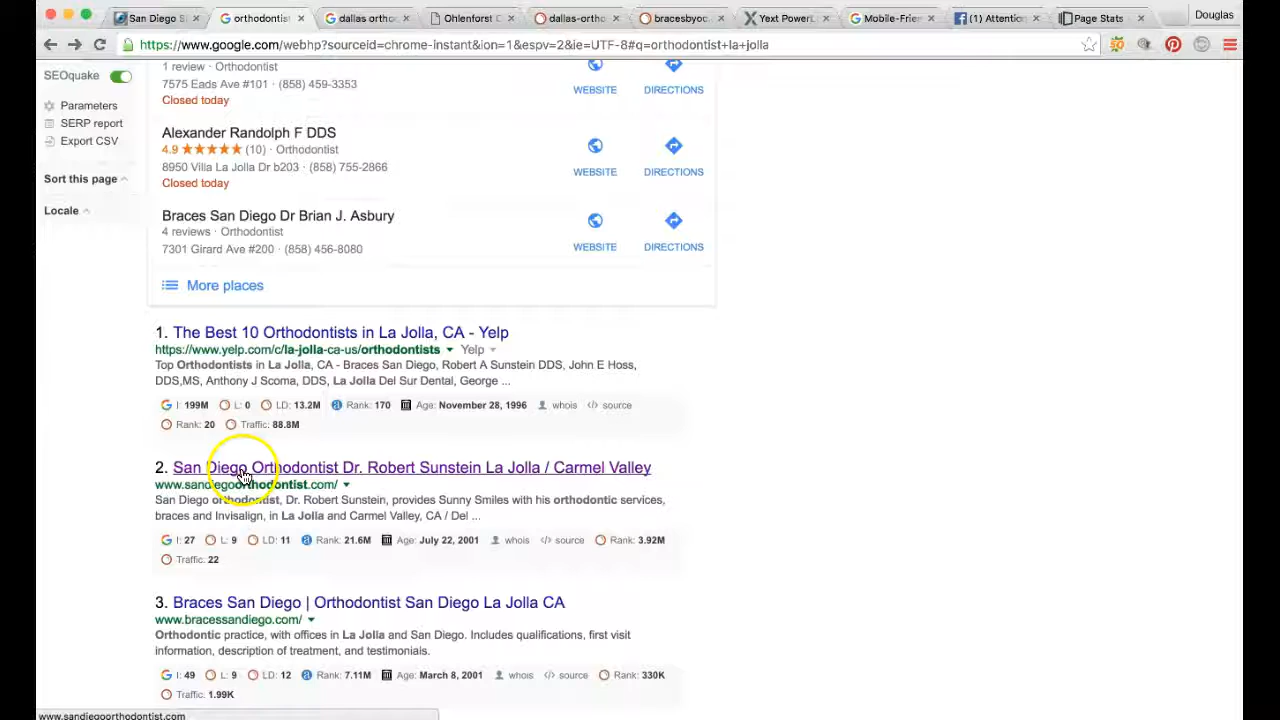 San Diego S
orthodontist
dallas ortho
Ohlenforst D
dallas-orth
bracesbyoc
Yext PowerL
Mobile-Frie
(1) Attentio
Page Stats
Douglas
https://www.google.com/webhp?sourceid=chrome-instant&ion=1&espv=2&ie=UTF-8#q=orthodontist+la+jolla
SEOquake
Parameters
SERP report
Export CSV
Sort this page
Locale
1 review · Orthodontist
7575 Eads Ave #101 · (858) 459-3353
Closed today
WEBSITE
DIRECTIONS
Alexander Randolph F DDS
4.9 ★★★★★ (10) · Orthodontist
8950 Villa La Jolla Dr b203 · (858) 755-2866
Closed today
WEBSITE
DIRECTIONS
Braces San Diego Dr Brian J. Asbury
4 reviews · Orthodontist
7301 Girard Ave #200 · (858) 456-8080
WEBSITE
DIRECTIONS
More places
1. The Best 10 Orthodontists in La Jolla, CA - Yelp
https://www.yelp.com/c/la-jolla-ca-us/orthodontists Yelp
Top Orthodontists in La Jolla, CA - Braces San Diego, Robert A Sunstein DDS, John E Hoss,
DDS,MS, Anthony J Scoma, DDS, La Jolla Del Sur Dental, George ...
I: 199M L: 0 LD: 13.2M Rank: 170 Age: November 28, 1996 whois source
Rank: 20 Traffic: 88.8M
2. San Diego Orthodontist Dr. Robert Sunstein La Jolla / Carmel Valley
www.sandiegoorthodontist.com/
San Diego orthodontist, Dr. Robert Sunstein, provides Sunny Smiles with his orthodontic services,
braces and Invisalign, in La Jolla and Carmel Valley, CA / Del ...
I: 27 L: 9 LD: 11 Rank: 21.6M Age: July 22, 2001 whois source Rank: 3.92M
Traffic: 22
3. Braces San Diego | Orthodontist San Diego La Jolla CA
www.bracessandiego.com/
Orthodontic practice, with offices in La Jolla and San Diego. Includes qualifications, first visit
information, description of treatment, and testimonials.
I: 49 L: 9 LD: 12 Rank: 7.11M Age: March 8, 2001 whois source Rank: 330K
Traffic: 1.99K
www.sandiegoorthodontist.com